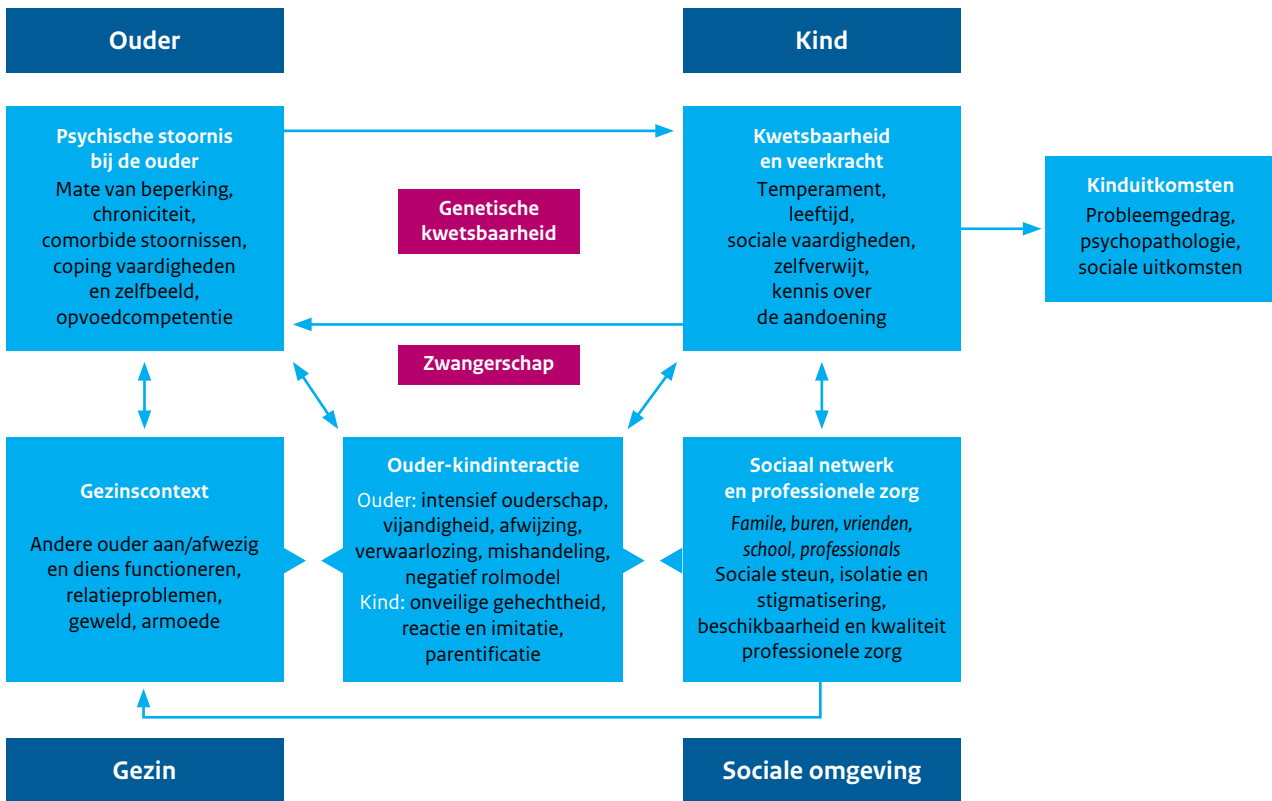 Ouder
Kind
Psychische stoornis
bij de ouder
Mate van beperking,
chroniciteit,
comorbide stoornissen,
coping vaardigheden
en zelfbeeld,
opvoedcompetentie
Genetische
kwetsbaarheid
Zwangerschap
Kwetsbaarheid
en veerkracht
Temperament,
leeftijd,
sociale vaardigheden,
zelfverwijt,
kennis over
de aandoening
Kinduitkomsten
Probleemgedrag,
psychopathologie,
sociale uitkomsten
Gezinscontext
Andere ouder aan/afwezig
en diens functioneren,
relatieproblemen,
geweld, armoede
Ouder-kindinteractie
Ouder: intensief ouderschap,
vijandigheid, afwijzing,
verwaarlozing, mishandeling,
negatief rolmodel
Kind: onveilige gehechtheid,
reactie en imitatie,
parentificatie
Sociaal netwerk
en professionele zorg
Famile, buren, vrienden,
school, professionals
Sociale steun, isolatie en
stigmatisering,
beschikbaarheid en kwaliteit
professionele zorg
Gezin
Sociale omgeving